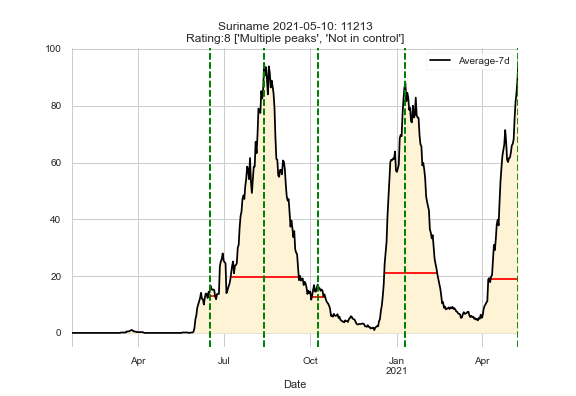 Suriname 2021-05-10: 11213
Rating:8 ['Multiple peaks', 'Not in control']
Average-7d
100
80
60
40
20
0
Apr Jul Oct Jan Apr
2021
Date